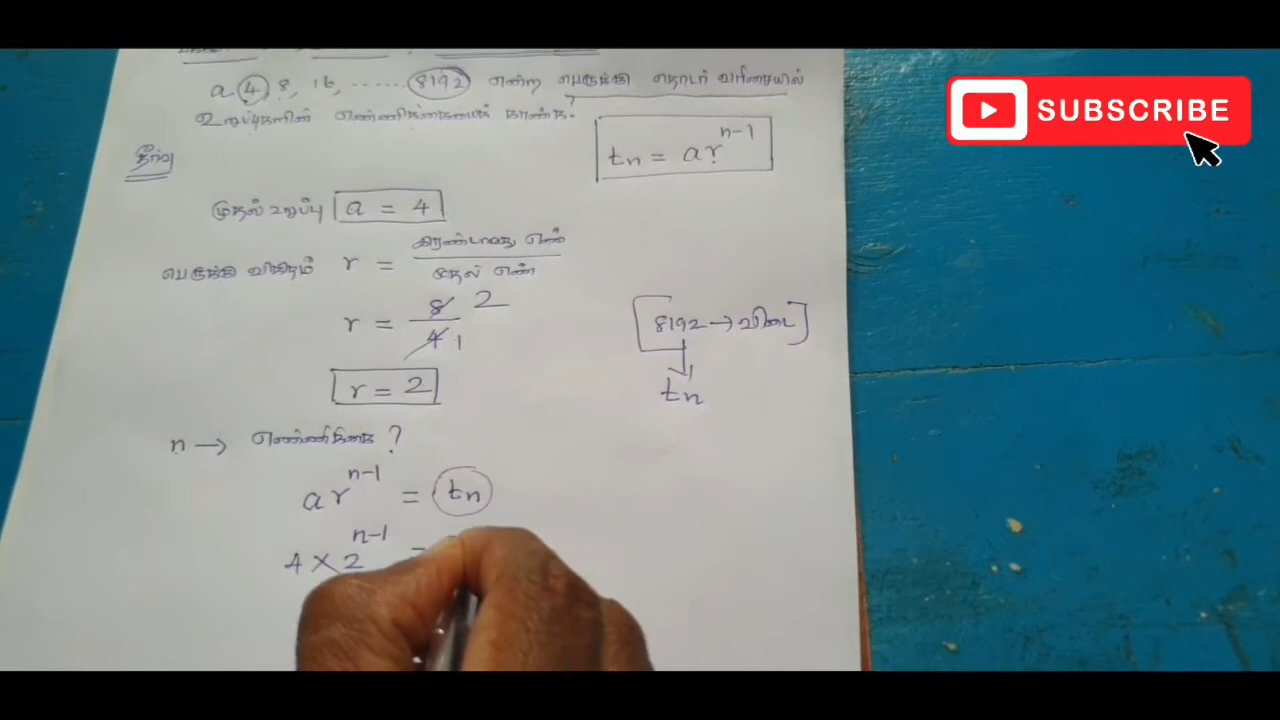 a 4 8, 16, ...... 8192 என்ற பெருக்கு தொடர் வரிசையில்
உறுப்புகளின் எண்ணிக்கையைக் காண்க.
?
tn = ar^n-1
SUBSCRIBE
தீர்வு
முதல் உறுப்பு a = 4
பெருக்கு விகிதம் r = இரண்டாவது எண் / முதல் எண்
r = 8 / 4 2 1
r = 2
8192 → விடை
tn
n → எண்ணிக்கை ?
ar^n-1 = tn
4 × 2^n-1 =